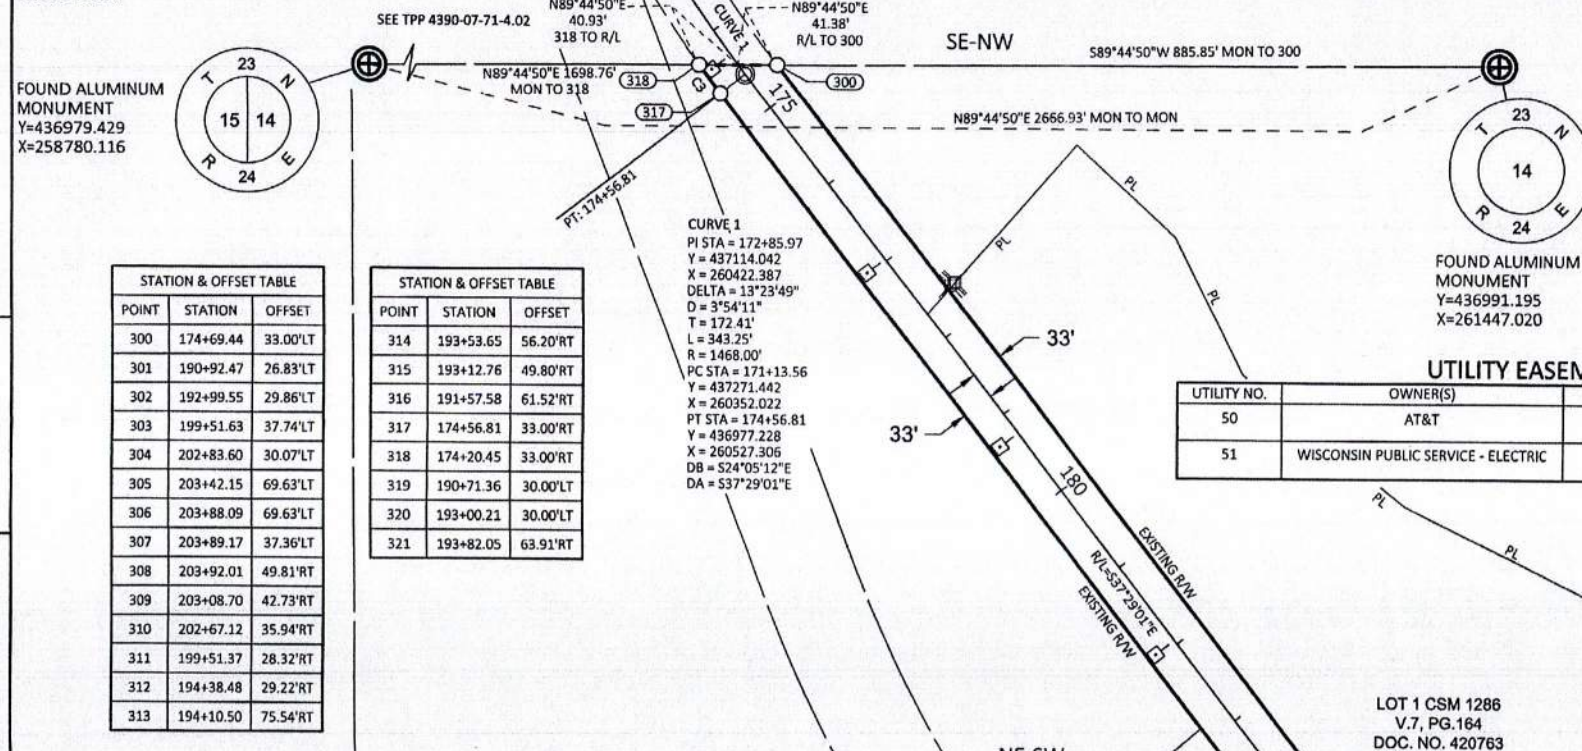 SEE TPP 4390-07-71-4.02
N89°44'50"E
40.93'
318 TO R/L
CURVE 1
N89°44'50"E
41.38'
R/L TO 300
SE-NW
S89°44'50"W 885.85' MON TO 300
N89°44'50"E 1698.76'
MON TO 318
318
C3
317
300
175
N89°44'50"E 2666.93' MON TO MON
FOUND ALUMINUM
MONUMENT
Y=436979.429
X=258780.116
23
T N
15 14
R E
24
23
T N
14
R E
24
FOUND ALUMINUM
MONUMENT
Y=436991.195
X=261447.020
PT: 174+56.81
CURVE 1
PI STA = 172+85.97
Y = 437114.042
X = 260422.387
DELTA = 13°23'49"
D = 3°54'11"
T = 172.41'
L = 343.25'
R = 1468.00'
PC STA = 171+13.56
Y = 437271.442
X = 260352.022
PT STA = 174+56.81
Y = 436977.228
X = 260527.306
DB = S24°05'12"E
DA = S37°29'01"E
STATION & OFFSET TABLE
POINT STATION OFFSET
300 174+69.44 33.00'LT
301 190+92.47 26.83'LT
302 192+99.55 29.86'LT
303 199+51.63 37.74'LT
304 202+83.60 30.07'LT
305 203+42.15 69.63'LT
306 203+88.09 69.63'LT
307 203+89.17 37.36'LT
308 203+92.01 49.81'RT
309 203+08.70 42.73'RT
310 202+67.12 35.94'RT
311 199+51.37 28.32'RT
312 194+38.48 29.22'RT
313 194+10.50 75.54'RT
STATION & OFFSET TABLE
POINT STATION OFFSET
314 193+53.65 56.20'RT
315 193+12.76 49.80'RT
316 191+57.58 61.52'RT
317 174+56.81 33.00'RT
318 174+20.45 33.00'RT
319 190+71.36 30.00'LT
320 193+00.21 30.00'LT
321 193+82.05 63.91'RT
PL
PL
PL
33'
33'
180
EXISTING R/W
R/L=S37°29'01"E
EXISTING R/W
UTILITY EASEM
UTILITY NO. OWNER(S)
50 AT&T
51 WISCONSIN PUBLIC SERVICE - ELECTRIC
PL
PL
LOT 1 CSM 1286
V.7, PG.164
DOC. NO. 420763